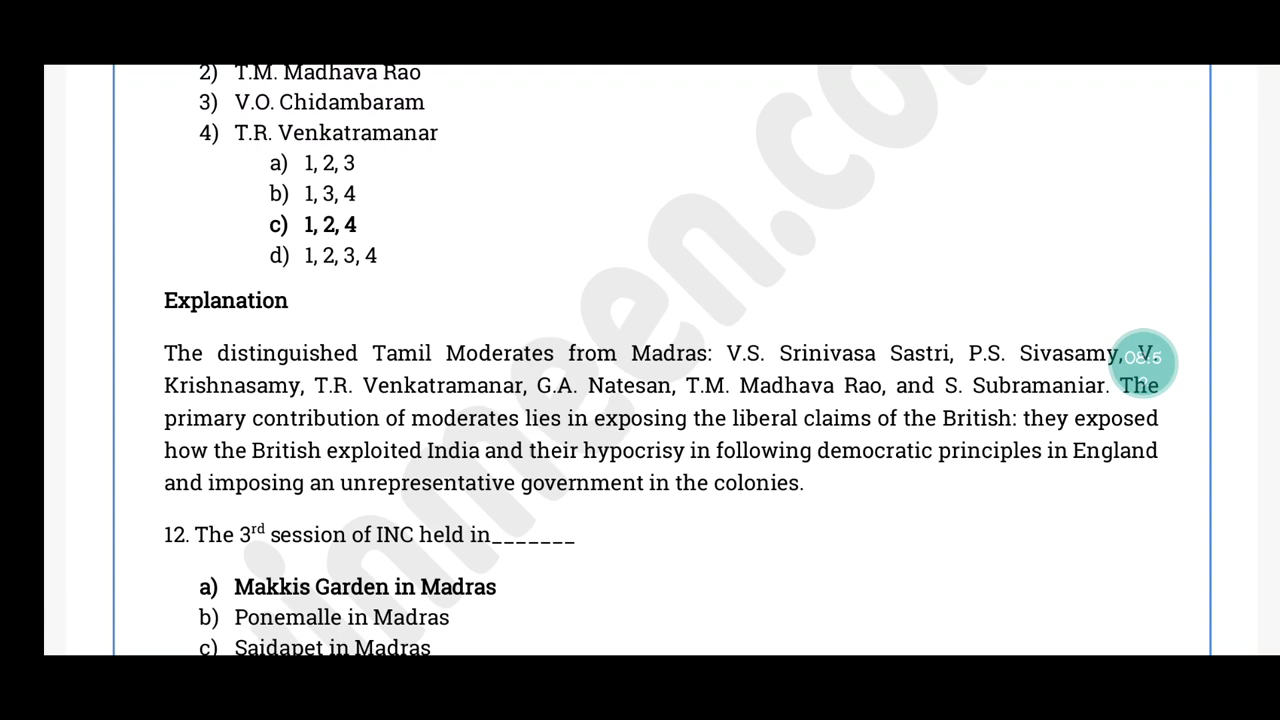 2) T.M. Madhava Rao
3) V.O. Chidambaram
4) T.R. Venkatramanar
a) 1, 2, 3
b) 1, 3, 4
c) 1, 2, 4
d) 1, 2, 3, 4
Explanation
The distinguished Tamil Moderates from Madras: V.S. Srinivasa Sastri, P.S. Sivasamy, V.
Krishnasamy, T.R. Venkatramanar, G.A. Natesan, T.M. Madhava Rao, and S. Subramaniar. The
primary contribution of moderates lies in exposing the liberal claims of the British: they exposed
how the British exploited India and their hypocrisy in following democratic principles in England
and imposing an unrepresentative government in the colonies.
12. The 3rd session of INC held in_______
a) Makkis Garden in Madras
b) Ponemalle in Madras
c) Saidapet in Madras